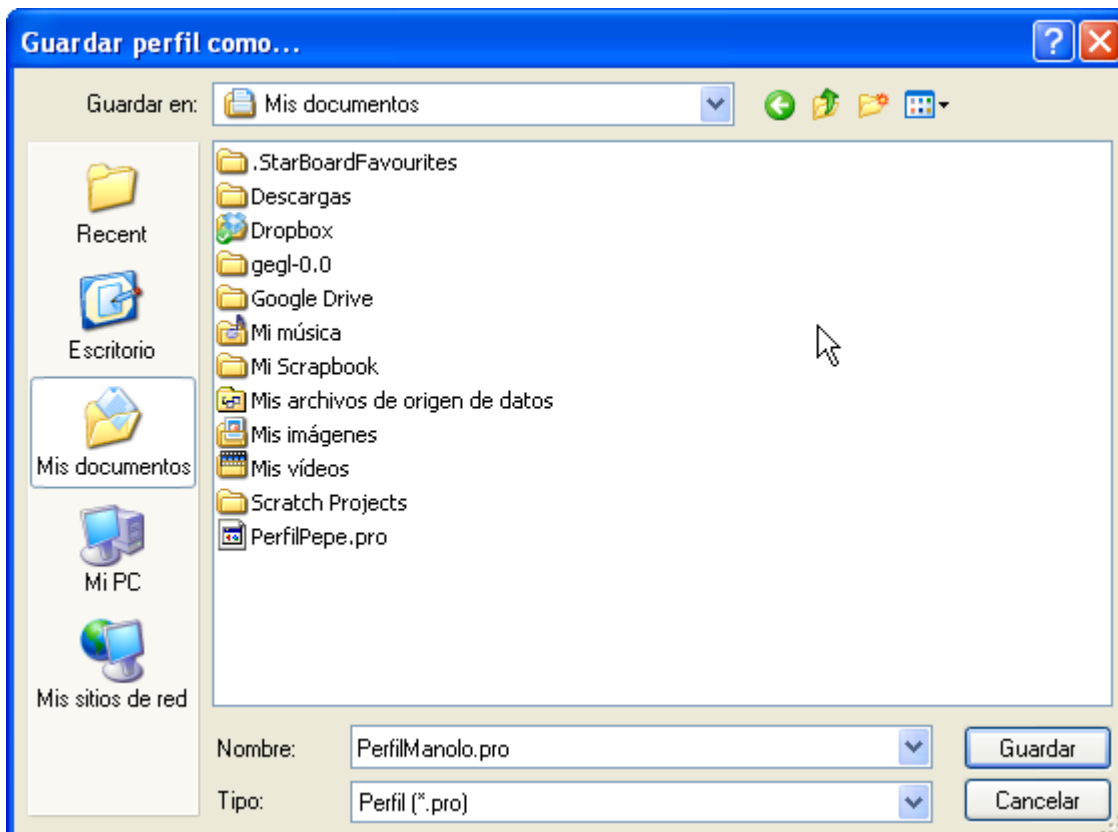 Guardar perfil como...
Guardar en: Mis documentos
Recent
Escritorio
Mis documentos
Mi PC
Mis sitios de red
.StarBoardFavourites
Descargas
Dropbox
gegl-0.0
Google Drive
Mi música
Mi Scrapbook
Mis archivos de origen de datos
Mis imágenes
Mis vídeos
Scratch Projects
PerfilPepe.pro
Nombre: PerfilManolo.pro Guardar
Tipo: Perfil (*.pro) Cancelar